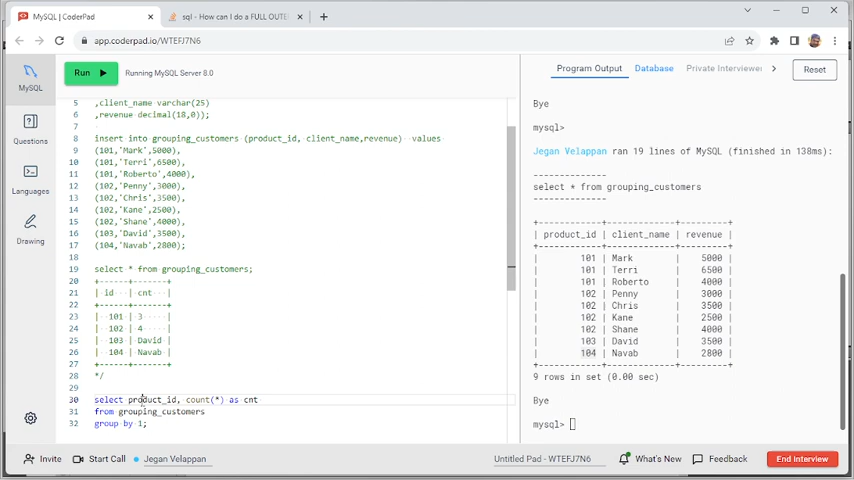 MySQL | CoderPad
sql - How can I do a FULL OUTE
app.coderpad.io/WTEFJ7N6
MySQL
Run
Running MySQL Server 8.0
Program Output
Database
Private Interviewer
Reset
Questions
Languages
Drawing
5 ,client_name varchar(25)
6 ,revenue decimal(18,0));
7
8 insert into grouping_customers (product_id, client_name,revenue) values
9 (101,'Mark',5000),
10 (101,'Terri',6500),
11 (101,'Roberto',4000),
12 (102,'Penny',3000),
13 (102,'Chris',3500),
14 (102,'Kane',2500),
15 (102,'Shane',4000),
16 (103,'David',3500),
17 (104,'Navab',2800);
18
19 select * from grouping_customers;
20 +------+-------+
21 | id | cnt |
22 +------+-------+
23 | 101 | 3
24 | 102 | 4
25 | 103 | David |
26 | 104 | Navab |
27 +------+-------+
28 */
29
30 select product_id, count(*) as cnt
31 from grouping_customers
32 group by 1;
Bye
mysql>
Jegan Velappan ran 19 lines of MySQL (finished in 138ms):
--------------
select * from grouping_customers
--------------
+------------+-------------+---------+
| product_id | client_name | revenue |
+------------+-------------+---------+
| 101 | Mark | 5000 |
| 101 | Terri | 6500 |
| 101 | Roberto | 4000 |
| 102 | Penny | 3000 |
| 102 | Chris | 3500 |
| 102 | Kane | 2500 |
| 102 | Shane | 4000 |
| 103 | David | 3500 |
| 104 | Navab | 2800 |
+------------+-------------+---------+
9 rows in set (0.00 sec)
Bye
mysql>
Invite
Start Call
Jegan Velappan
Untitled Pad - WTEFJ7N6
What's New
Feedback
End Interview